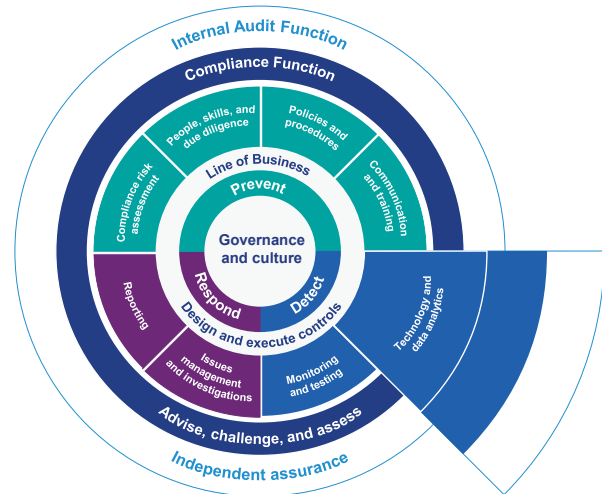 Internal Audit Function
Compliance Function
People, skills, and
due diligence
Policies and
procedures
Compliance risk
assessment
Communication
and training
Line of Business
Prevent
Governance
and culture
Respond
Detect
Design and execute controls
Reporting
Technology and
data analytics
Issues
management
and investigations
Monitoring
and testing
Advise, challenge, and assess
Independent assurance